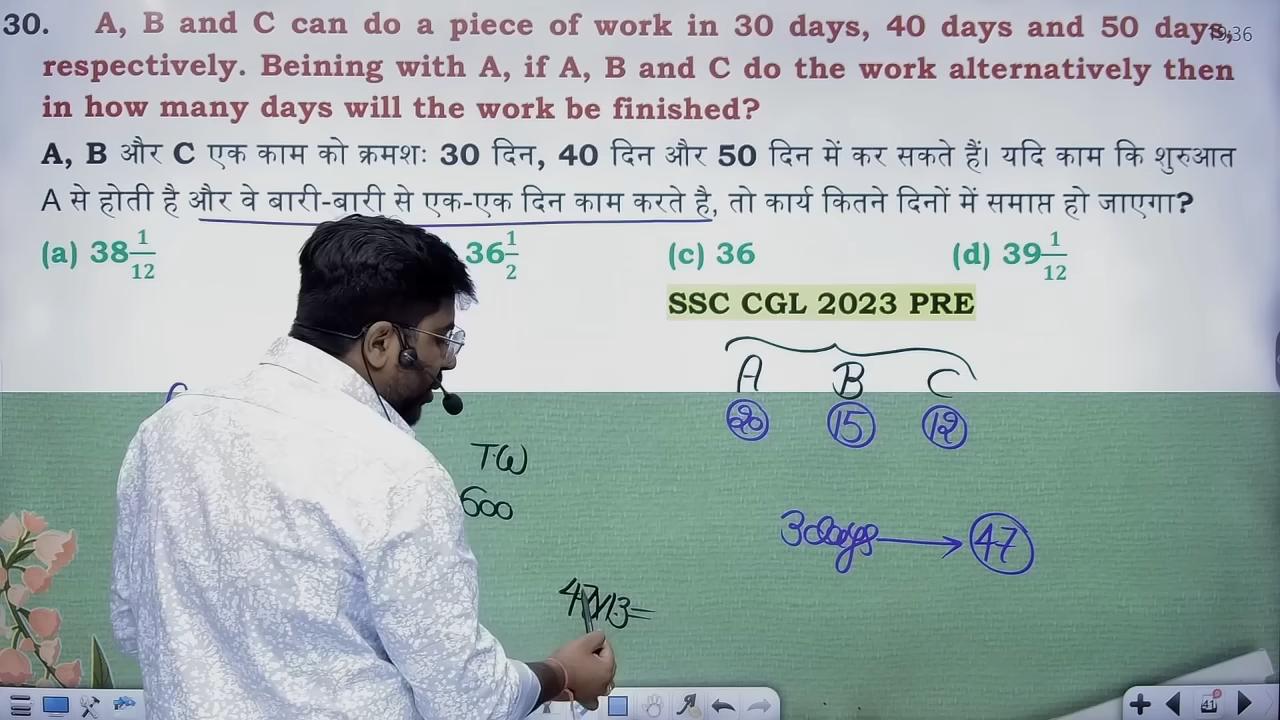 30. A, B and C can do a piece of work in 30 days, 40 days and 50 days,
respectively. Beining with A, if A, B and C do the work alternatively then
in how many days will the work be finished?
A, B और C एक काम को क्रमशः 30 दिन, 40 दिन और 50 दिन में कर सकते हैं। यदि काम कि शुरुआत
A से होती है और वे बारी-बारी से एक-एक दिन काम करते है, तो कार्य कितने दिनों में समाप्त हो जाएगा?
(a) 38 1/12 36 1/2 (c) 36 (d) 39 1/12
SSC CGL 2023 PRE
A B C
20 15 12
T.W
600
3 days → 47
47×13=
41